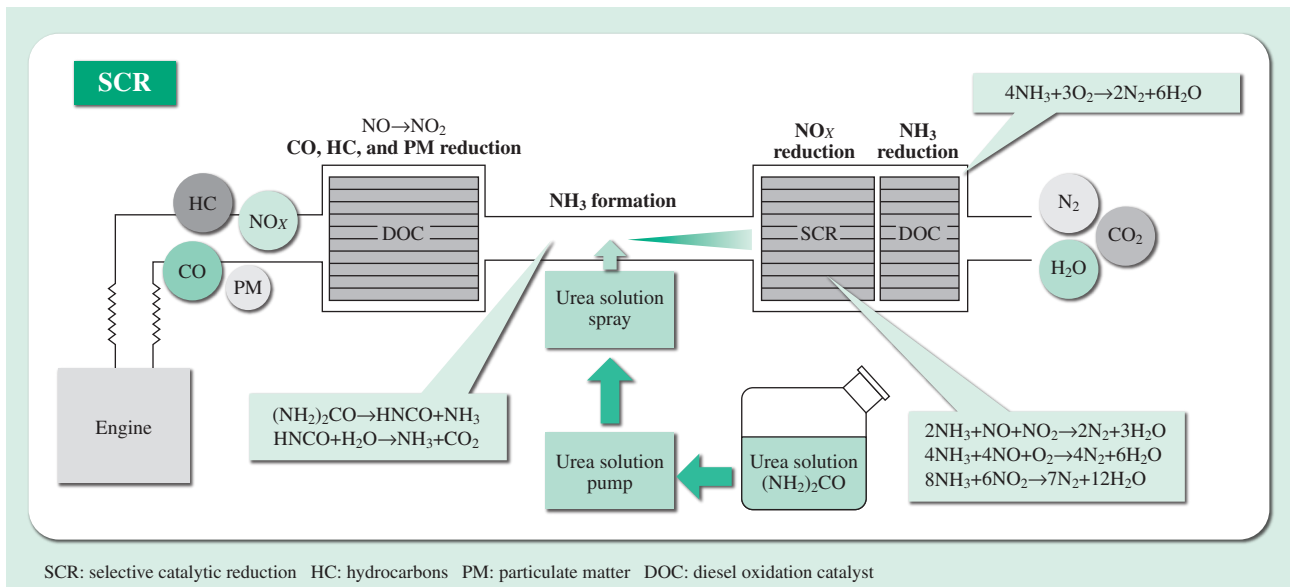 SCR
NO→NO₂
CO, HC, and PM reduction
HC
NOX
CO
PM
DOC
Engine
NH₃ formation
Urea solution
spray
(NH₂)₂CO→HNCO+NH₃
HNCO+H₂O→NH₃+CO₂
Urea solution
pump
Urea solution
(NH₂)₂CO
NOX
reduction
NH₃
reduction
SCR
DOC
4NH₃+3O₂→2N₂+6H₂O
N₂
CO₂
H₂O
2NH₃+NO+NO₂→2N₂+3H₂O
4NH₃+4NO+O₂→4N₂+6H₂O
8NH₃+6NO₂→7N₂+12H₂O
SCR: selective catalytic reduction HC: hydrocarbons PM: particulate matter DOC: diesel oxidation catalyst